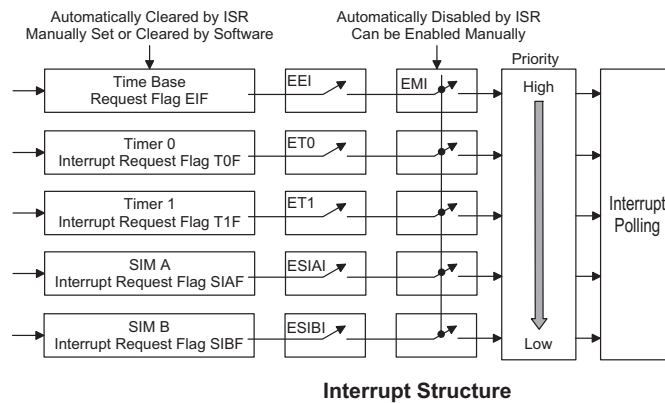 Automatically Cleared by ISR
Manually Set or Cleared by Software
Automatically Disabled by ISR
Can be Enabled Manually
Priority
Time Base
Request Flag EIF
EEI
EMI
High
Timer 0
Interrupt Request Flag T0F
ET0
Timer 1
Interrupt Request Flag T1F
ET1
Interrupt
Polling
SIM A
Interrupt Request Flag SIAF
ESIAI
SIM B
Interrupt Request Flag SIBF
ESIBI
Low
Interrupt Structure